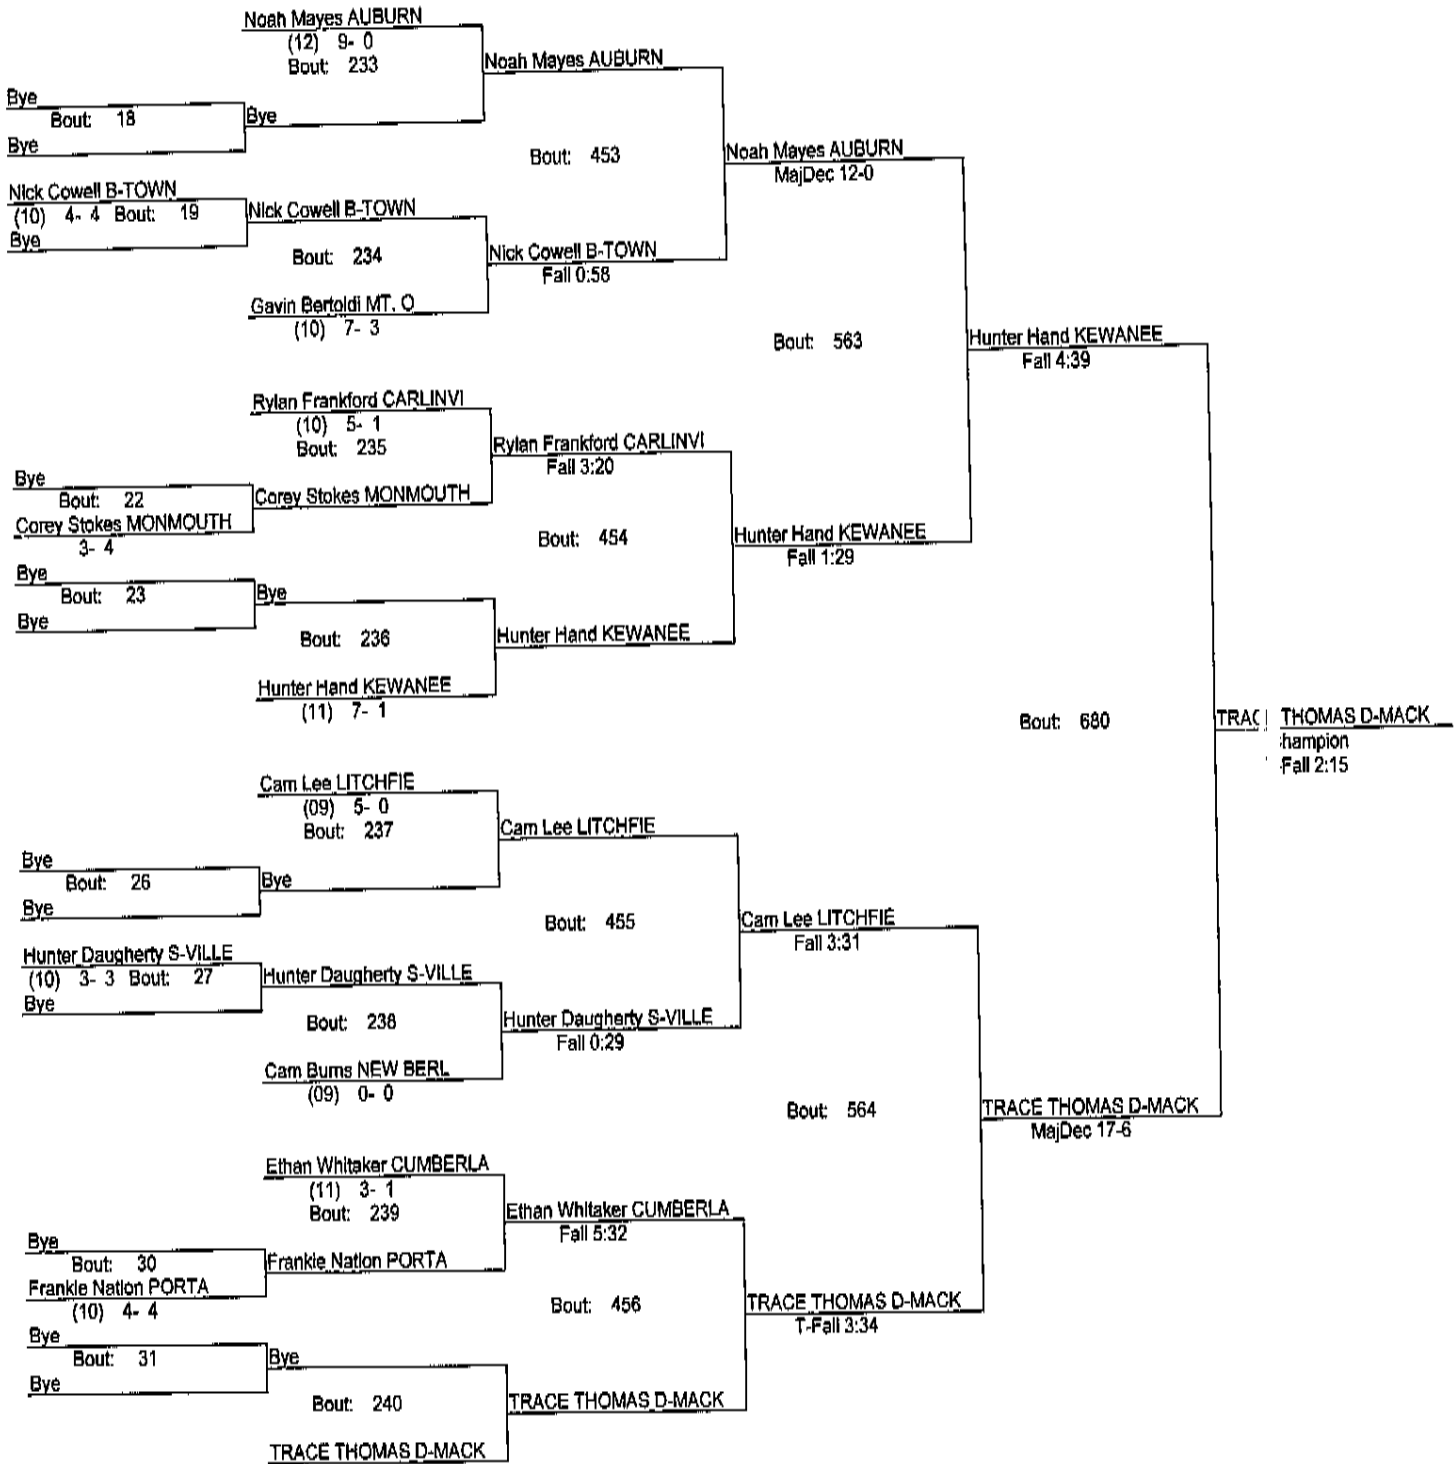 Noah Mayes AUBURN
(12) 9- 0
Bout: 233
Noah Mayes AUBURN
Bye
Bout: 18
Bye
Bye
Bout: 453
Noah Mayes AUBURN
MajDec 12-0
Nick Cowell B-TOWN
(10) 4- 4 Bout: 19
Bye
Nick Cowell B-TOWN
Bout: 234
Nick Cowell B-TOWN
Fall 0:58
Gavin Bertoldi MT. O
(10) 7- 3
Bout: 563
Hunter Hand KEWANEE
Fall 4:39
Rylan Frankford CARLINVI
(10) 5- 1
Bout: 235
Rylan Frankford CARLINVI
Fall 3:20
Bye
Bout: 22
Corey Stokes MONMOUTH
Corey Stokes MONMOUTH
3- 4
Bout: 454
Hunter Hand KEWANEE
Fall 1:29
Bye
Bout: 23
Bye
Bye
Bout: 236
Hunter Hand KEWANEE
Hunter Hand KEWANEE
(11) 7- 1
Bout: 680
TRAC THOMAS D-MACK
hampion
-Fall 2:15
Cam Lee LITCHFIE
(09) 5- 0
Bout: 237
Cam Lee LITCHFIE
Bye
Bout: 26
Bye
Bye
Bout: 455
Cam Lee LITCHFIE
Fall 3:31
Hunter Daugherty S-VILLE
(10) 3- 3 Bout: 27
Bye
Hunter Daugherty S-VILLE
Bout: 238
Hunter Daugherty S-VILLE
Fall 0:29
Cam Burns NEW BERL
(09) 0- 0
Bout: 564
TRACE THOMAS D-MACK
MajDec 17-6
Ethan Whitaker CUMBERLA
(11) 3- 1
Bout: 239
Ethan Whitaker CUMBERLA
Fall 5:32
Bye
Bout: 30
Frankie Nation PORTA
Frankie Nation PORTA
(10) 4- 4
Bout: 456
TRACE THOMAS D-MACK
T-Fall 3:34
Bye
Bout: 31
Bye
Bye
Bout: 240
TRACE THOMAS D-MACK
TRACE THOMAS D-MACK